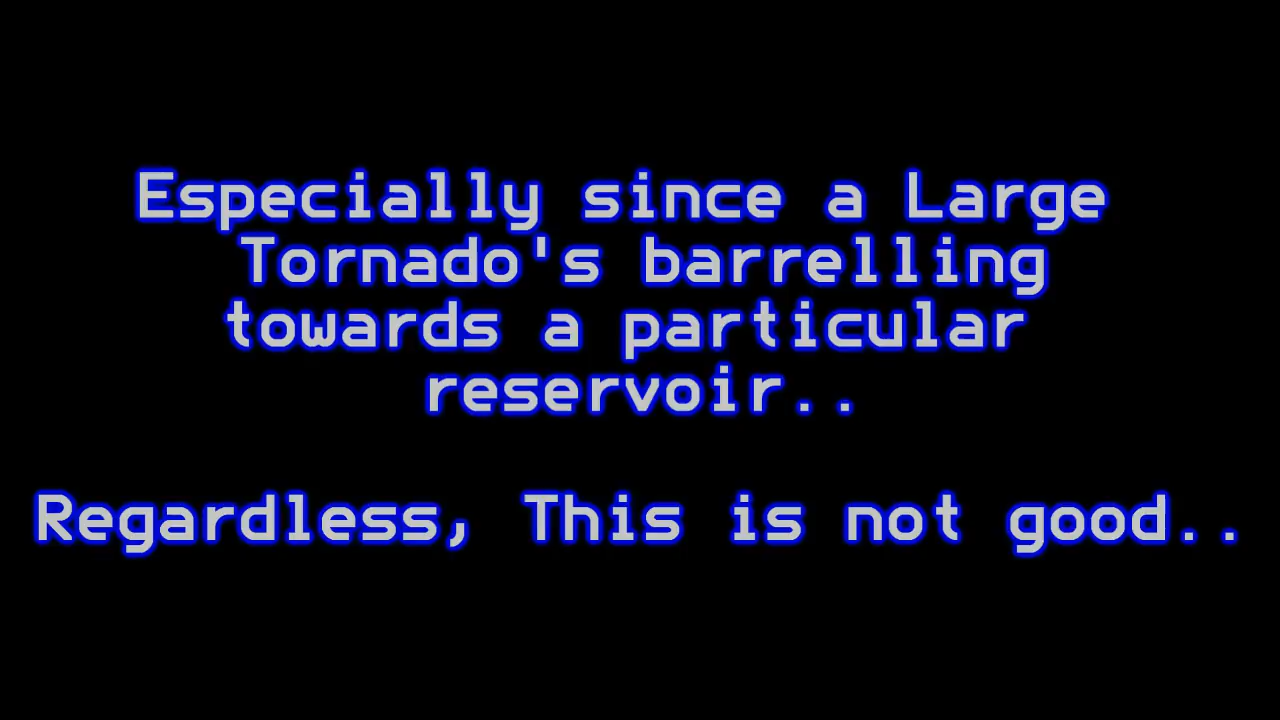 Especially since a Large
Tornado's barrelling
towards a particular
reservoir..
Regardless, This is not good..